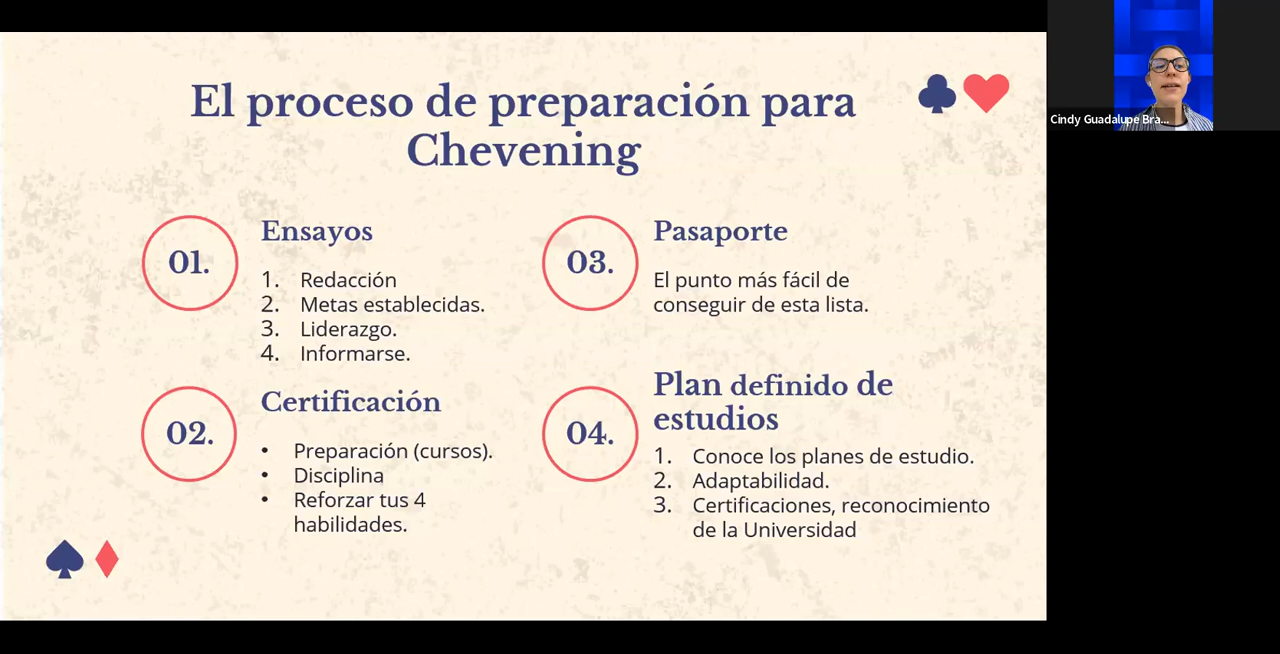 El proceso de preparación para
Chevening
01.
Ensayos
1. Redacción
2. Metas establecidas.
3. Liderazgo.
4. Informarse.
02.
Certificación
• Preparación (cursos).
• Disciplina
• Reforzar tus 4
habilidades.
03.
Pasaporte
El punto más fácil de
conseguir de esta lista.
04.
Plan definido de
estudios
1. Conoce los planes de estudio.
2. Adaptabilidad.
3. Certificaciones, reconocimiento
de la Universidad
Cindy Guadalupe Bra...